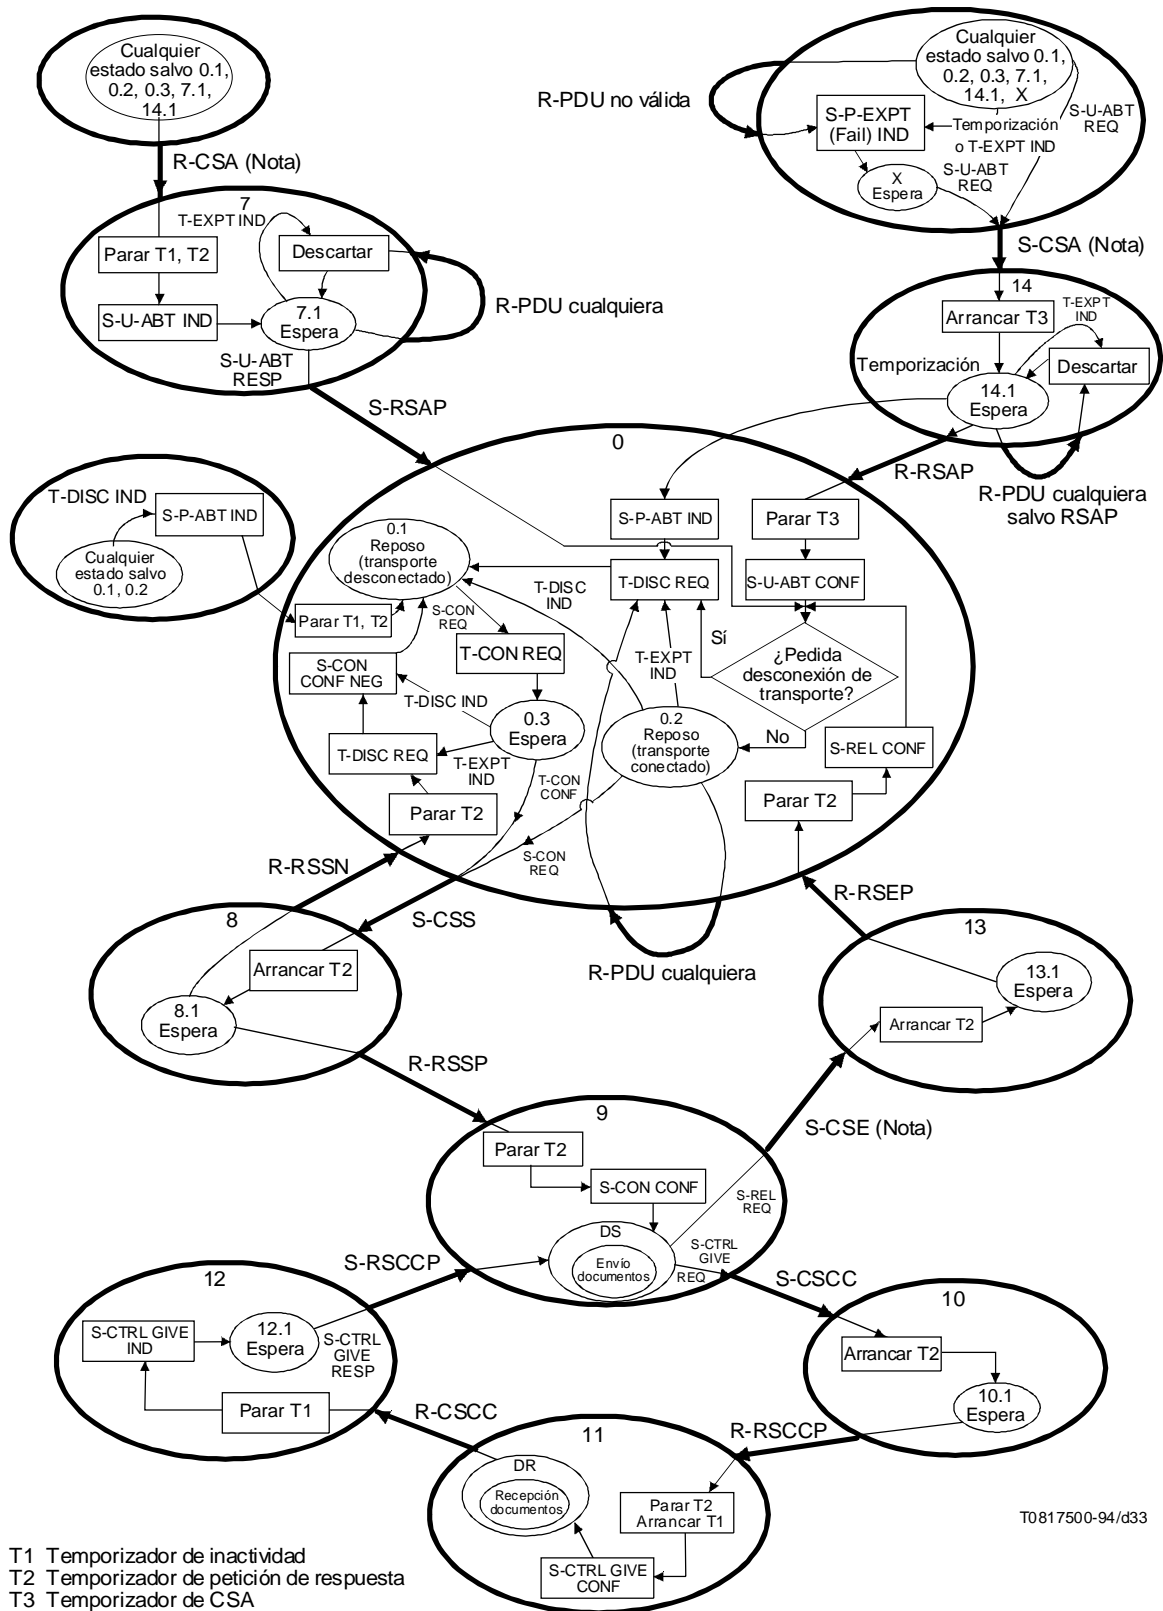 Cualquier
estado salvo 0.1,
0.2, 0.3, 7.1,
14.1
R-CSA (Nota)
7
T-EXPT IND
Parar T1, T2
Descartar
S-U-ABT IND
7.1
Espera
R-PDU cualquiera
S-U-ABT
RESP
S-RSAP
Cualquier
estado salvo 0.1,
0.2, 0.3, 7.1,
14.1, X
R-PDU no válida
S-P-EXPT
(Fail) IND
Temporización
o T-EXPT IND
S-U-ABT
REQ
X
Espera
S-U-ABT
REQ
S-CSA (Nota)
14
Arrancar T3
T-EXPT
IND
Temporización
Descartar
14.1
Espera
R-RSAP
R-PDU cualquiera
salvo RSAP
T-DISC IND
S-P-ABT IND
Cualquier
estado salvo
0.1, 0.2
0
0.1
Reposo
(transporte
desconectado)
S-P-ABT IND
Parar T3
T-DISC REQ
S-U-ABT CONF
T-DISC
IND
Parar T1, T2
S-CON
REQ
T-CON REQ
Sí
¿Pedida
desconexión de
transporte?
S-CON
CONF NEG
T-EXPT
IND
T-DISC IND
0.3
Espera
0.2
Reposo
(transporte
conectado)
No
S-REL CONF
T-DISC REQ
T-EXPT
IND
T-CON
CONF
Parar T2
Parar T2
S-CON
REQ
R-RSSN
S-CSS
R-RSEP
R-PDU cualquiera
8
Arrancar T2
8.1
Espera
13
13.1
Espera
Arrancar T2
R-RSSP
S-CSE (Nota)
9
Parar T2
S-CON CONF
S-REL
REQ
DS
Envío
documentos
S-CTRL
GIVE
REQ
S-RSCCP
S-CSCC
12
S-CTRL GIVE
IND
12.1
Espera
S-CTRL
GIVE
RESP
Parar T1
10
Arrancar T2
10.1
Espera
R-CSCC
R-RSCCP
11
DR
Recepción
documentos
Parar T2
Arrancar T1
S-CTRL GIVE
CONF
T0817500-94/d33
T1 Temporizador de inactividad
T2 Temporizador de petición de respuesta
T3 Temporizador de CSA